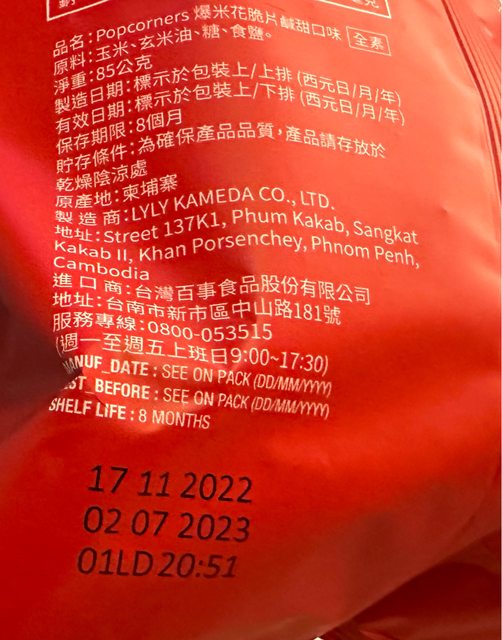 品名：Popcorners 爆米花脆片鹹甜口味 全素
原料：玉米、玄米油、糖、食鹽。
淨重：85公克
製造日期：標示於包裝上/上排 (西元日/月/年)
有效日期：標示於包裝上/下排 (西元日/月/年)
保存期限：8個月
貯存條件：為確保產品品質，產品請存放於
乾燥陰涼處
原產地：柬埔寨
製造商：LYLY KAMEDA CO., LTD.
地址：Street 137K1, Phum Kakab, Sangkat
Kakab II, Khan Porsenchey, Phnom Penh,
Cambodia
進口商：台灣百事食品股份有限公司
地址：台南市新市區中山路181號
服務專線：0800-053515
(週一至週五上班日9:00~17:30)
MANUF_DATE : SEE ON PACK (DD/MM/YYYY)
BEST_BEFORE : SEE ON PACK (DD/MM/YYYY)
SHELF LIFE : 8 MONTHS
17 11 2022
02 07 2023
01LD20:51